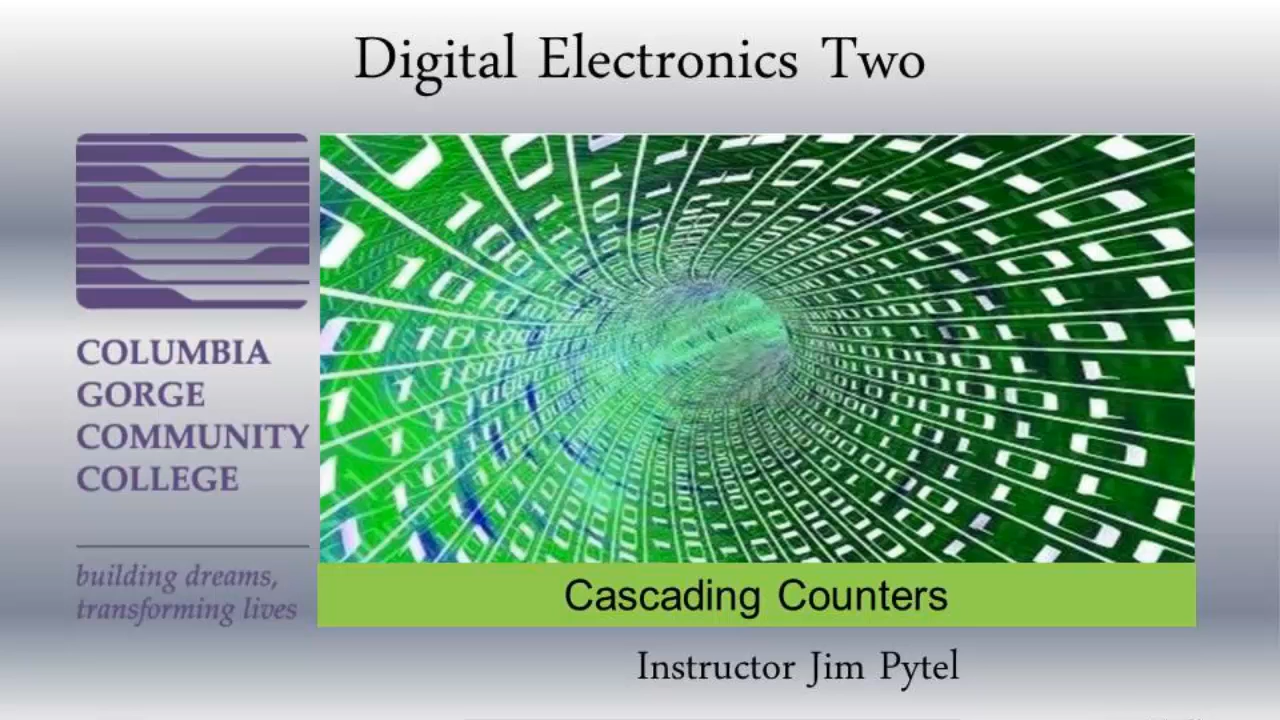 Digital Electronics Two
COLUMBIA
GORGE
COMMUNITY
COLLEGE
building dreams,
transforming lives
Cascading Counters
Instructor Jim Pytel